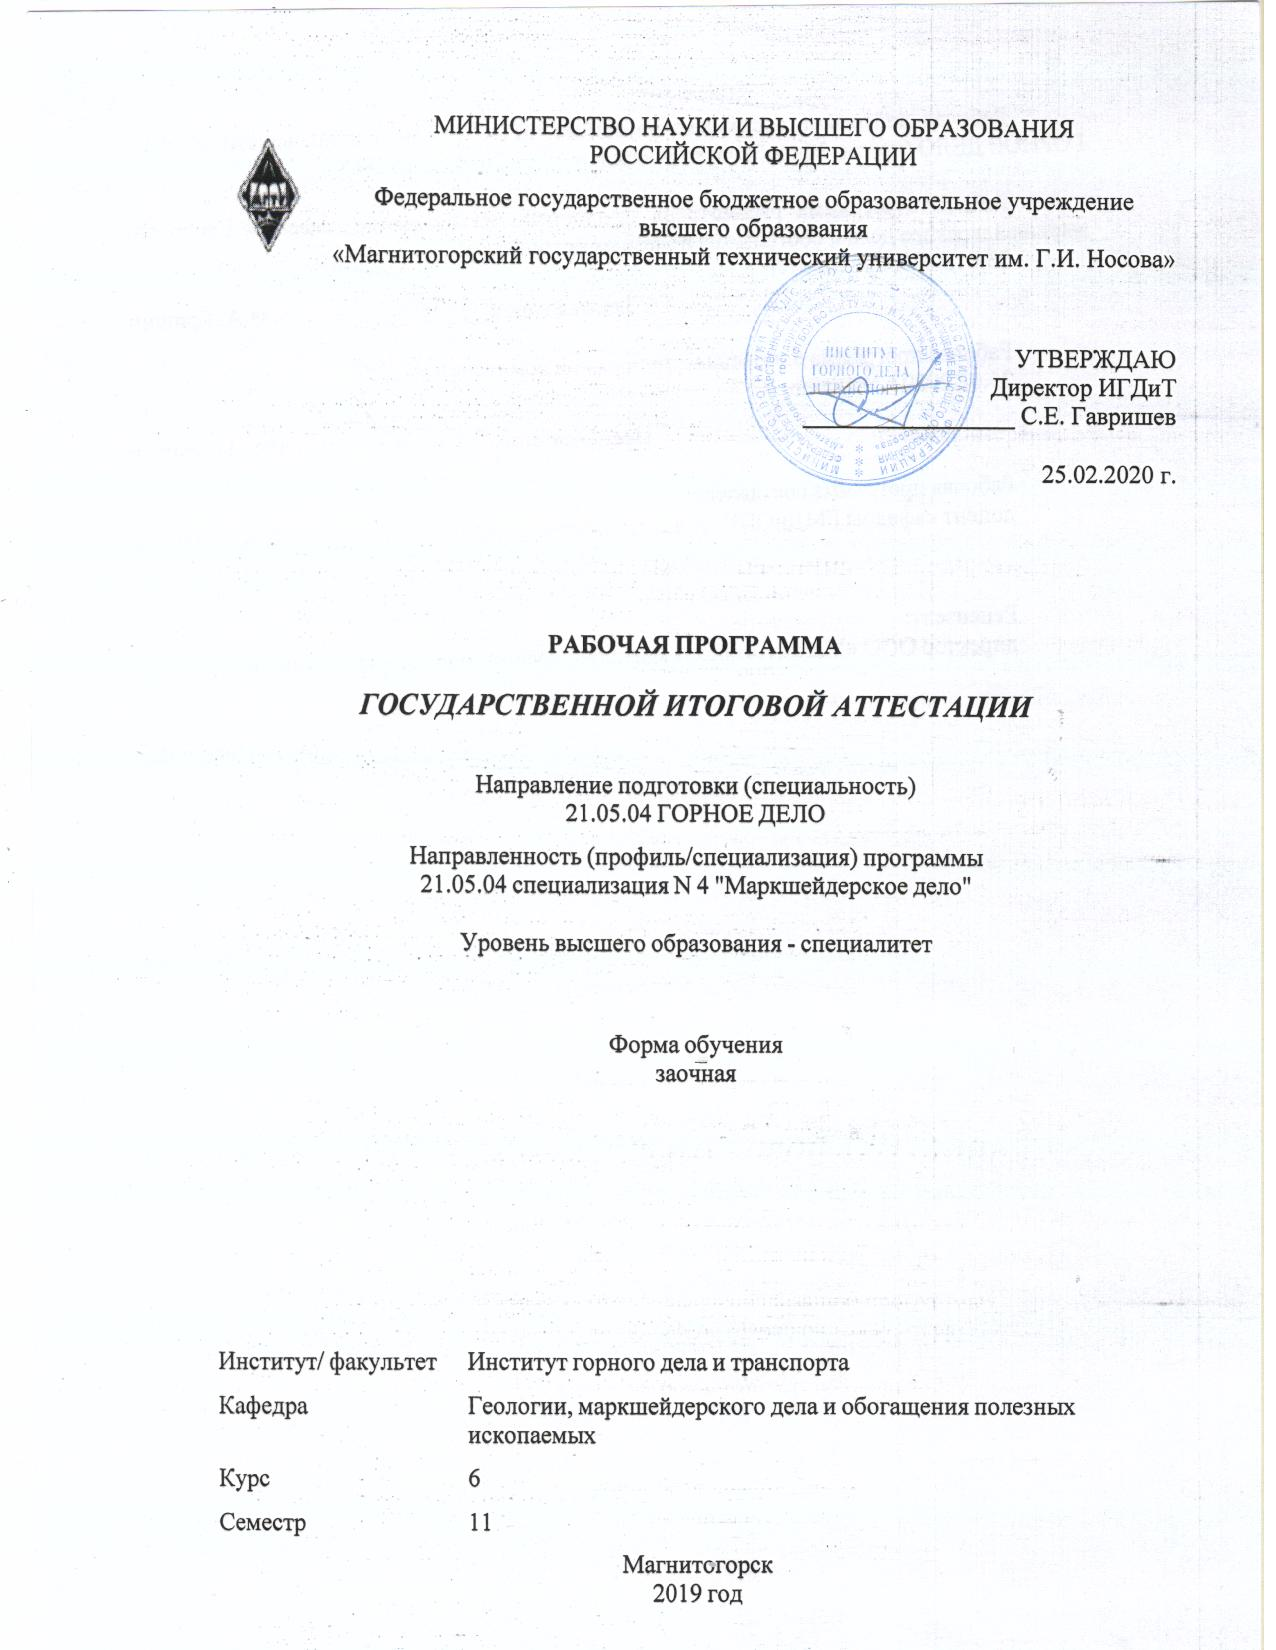 МИНИСТЕРСТВО НАУКИ И ВЫСШЕГО ОБРАЗОВАНИЯ
РОССИЙСКОЙ ФЕДЕРАЦИИ
Федеральное государственное бюджетное образовательное учреждение
высшего образования
«Магнитогорский государственный технический университет им. Г.И. Носова»
ИНСТИТУТ
ГОРНОГО ДЕЛА
И ТРАНСПОРТА
УТВЕРЖДАЮ
Директор ИГДиТ
С.Е. Гавришев
25.02.2020 г.
РАБОЧАЯ ПРОГРАММА
ГОСУДАРСТВЕННОЙ ИТОГОВОЙ АТТЕСТАЦИИ
Направление подготовки (специальность)
21.05.04 ГОРНОЕ ДЕЛО
Направленность (профиль/специализация) программы
21.05.04 специализация N 4 "Маркшейдерское дело"
Уровень высшего образования - специалитет
Форма обучения
заочная
Институт/ факультет Институт горного дела и транспорта
Кафедра Геологии, маркшейдерского дела и обогащения полезных
ископаемых
Курс 6
Семестр 11
Магнитогорск
2019 год